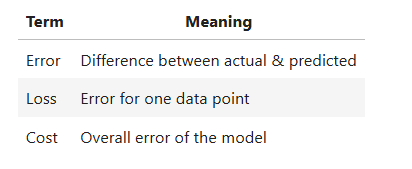 Term Meaning
Error Difference between actual & predicted
Loss Error for one data point
Cost Overall error of the model